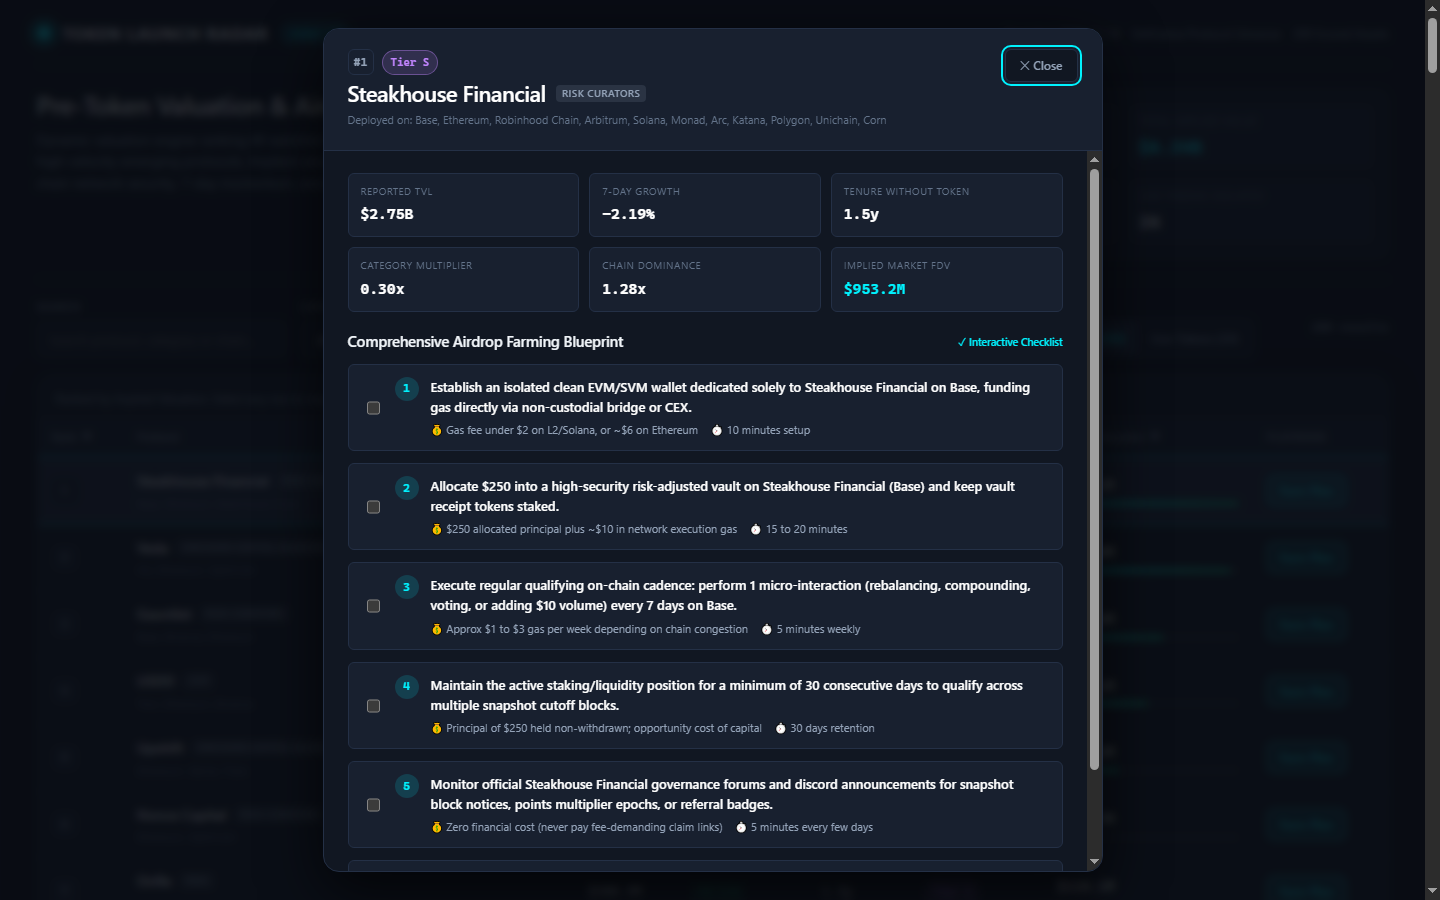 #1
Tier S
Steakhouse Financial
RISK CURATORS
Deployed on: Base, Ethereum, Robinhood Chain, Arbitrum, Solana, Monad, Arc, Katana, Polygon, Unichain, Corn
× Close
REPORTED TVL
$2.75B
7-DAY GROWTH
−2.19%
TENURE WITHOUT TOKEN
1.5y
CATEGORY MULTIPLIER
0.30x
CHAIN DOMINANCE
1.28x
IMPLIED MARKET FDV
$953.2M
Comprehensive Airdrop Farming Blueprint
✓ Interactive Checklist
1
Establish an isolated clean EVM/SVM wallet dedicated solely to Steakhouse Financial on Base, funding
gas directly via non-custodial bridge or CEX.
Gas fee under $2 on L2/Solana, or ~$6 on Ethereum
10 minutes setup
2
Allocate $250 into a high-security risk-adjusted vault on Steakhouse Financial (Base) and keep vault
receipt tokens staked.
$250 allocated principal plus ~$10 in network execution gas
15 to 20 minutes
3
Execute regular qualifying on-chain cadence: perform 1 micro-interaction (rebalancing, compounding,
voting, or adding $10 volume) every 7 days on Base.
Approx $1 to $3 gas per week depending on chain congestion
5 minutes weekly
4
Maintain the active staking/liquidity position for a minimum of 30 consecutive days to qualify across
multiple snapshot cutoff blocks.
Principal of $250 held non-withdrawn; opportunity cost of capital
30 days retention
5
Monitor official Steakhouse Financial governance forums and discord announcements for snapshot
block notices, points multiplier epochs, or referral badges.
Zero financial cost (never pay fee-demanding claim links)
5 minutes every few days